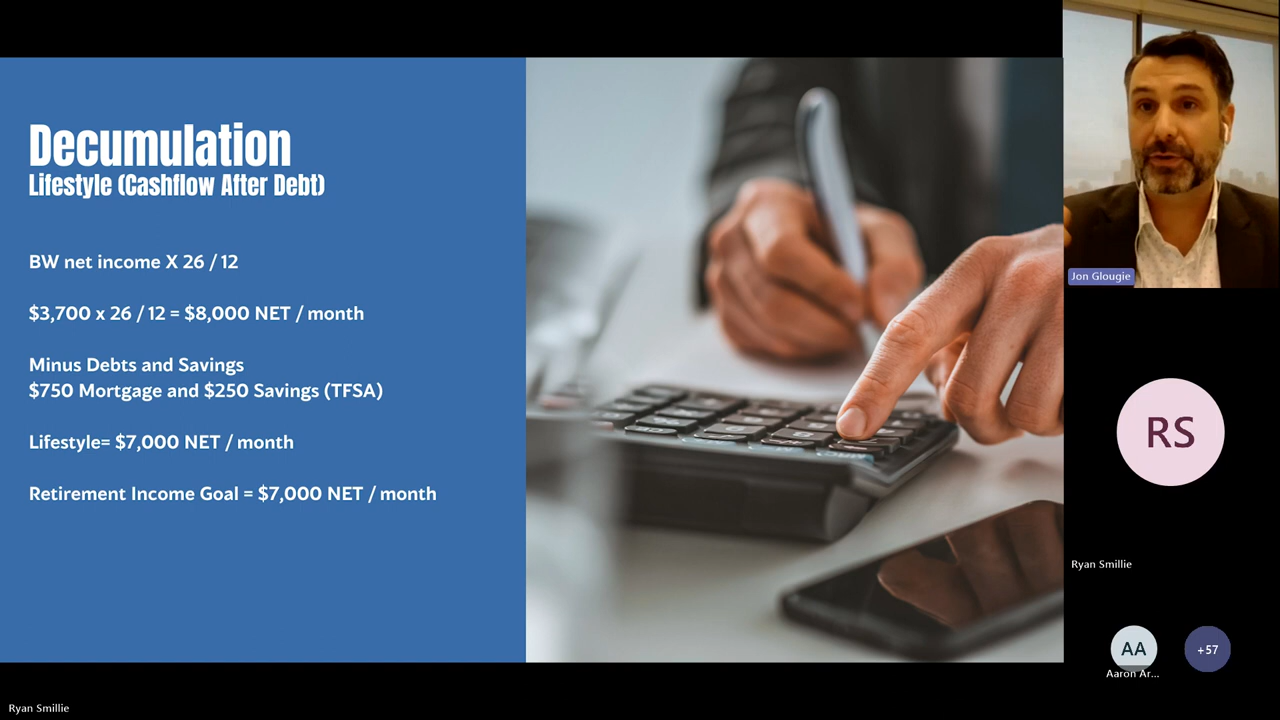 Decumulation
Lifestyle (Cashflow After Debt)
BW net income X 26 / 12
$3,700 x 26 / 12 = $8,000 NET / month
Minus Debts and Savings
$750 Mortgage and $250 Savings (TFSA)
Lifestyle= $7,000 NET / month
Retirement Income Goal = $7,000 NET / month
Jon Glougie
RS
Ryan Smillie
AA
+57
Aaron Ar...
Ryan Smillie